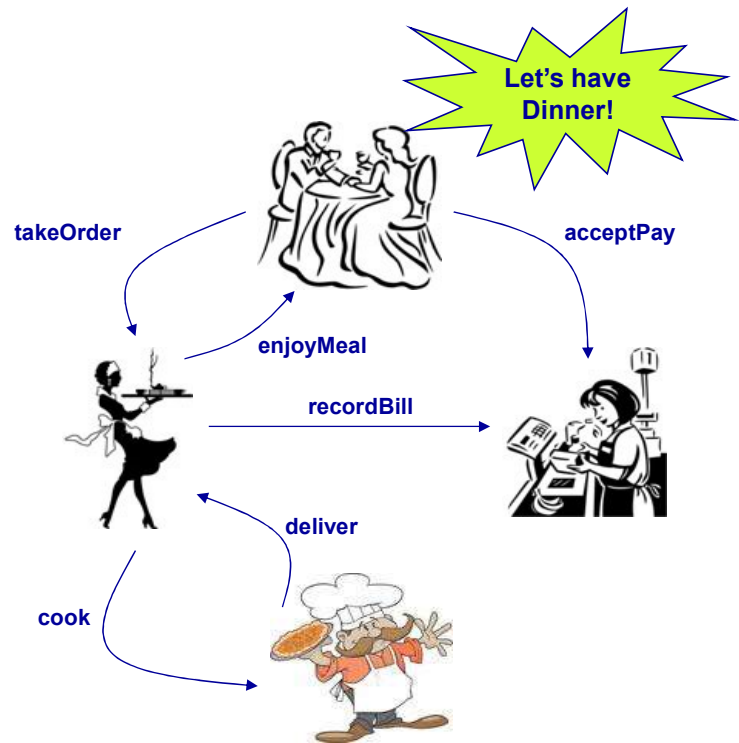 Let's have
Dinner!
takeOrder
acceptPay
enjoyMeal
recordBill
deliver
cook